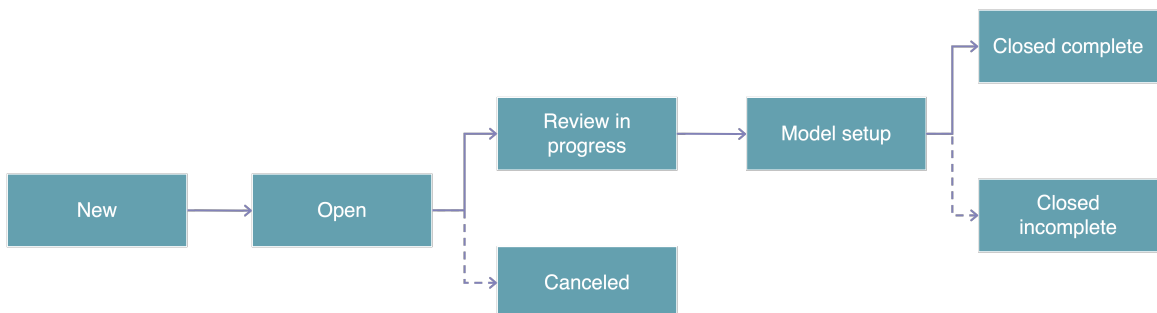 New
Open
Review in
progress
Canceled
Model setup
Closed complete
Closed
incomplete